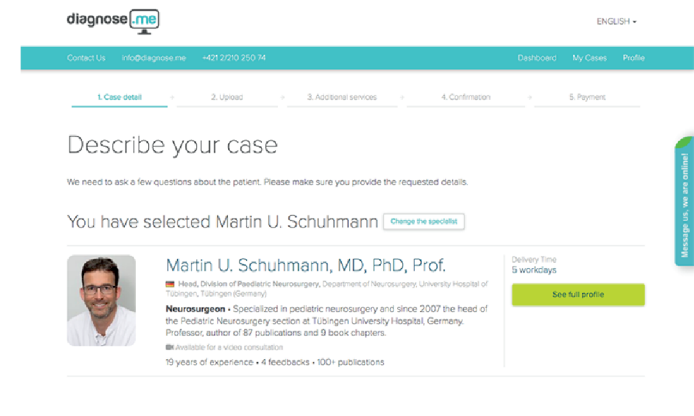 diagnose.me
ENGLISH
Contact Us info@diagnose.me +421 2/210 250 74 Dashboard My Cases Profile
1. Case detail 2. Upload 3. Additional services 4. Confirmation 5. Payment
Describe your case
We need to ask a few questions about the patient. Please make sure you provide the requested details.
You have selected Martin U. Schuhmann Change the specialist
Martin U. Schuhmann, MD, PhD, Prof.
Head, Division of Paediatric Neurosurgery, Department of Neurosurgery, University Hospital of
Tübingen, Tübingen (Germany)
Neurosurgeon • Specialized in pediatric neurosurgery and since 2007 the head of
the Pediatric Neurosurgery section at Tübingen University Hospital, Germany.
Professor, author of 87 publications and 9 book chapters.
Available for a video consultation
19 years of experience • 4 feedbacks • 100+ publications
Delivery Time
5 workdays
See full profile
Message us, we are online!